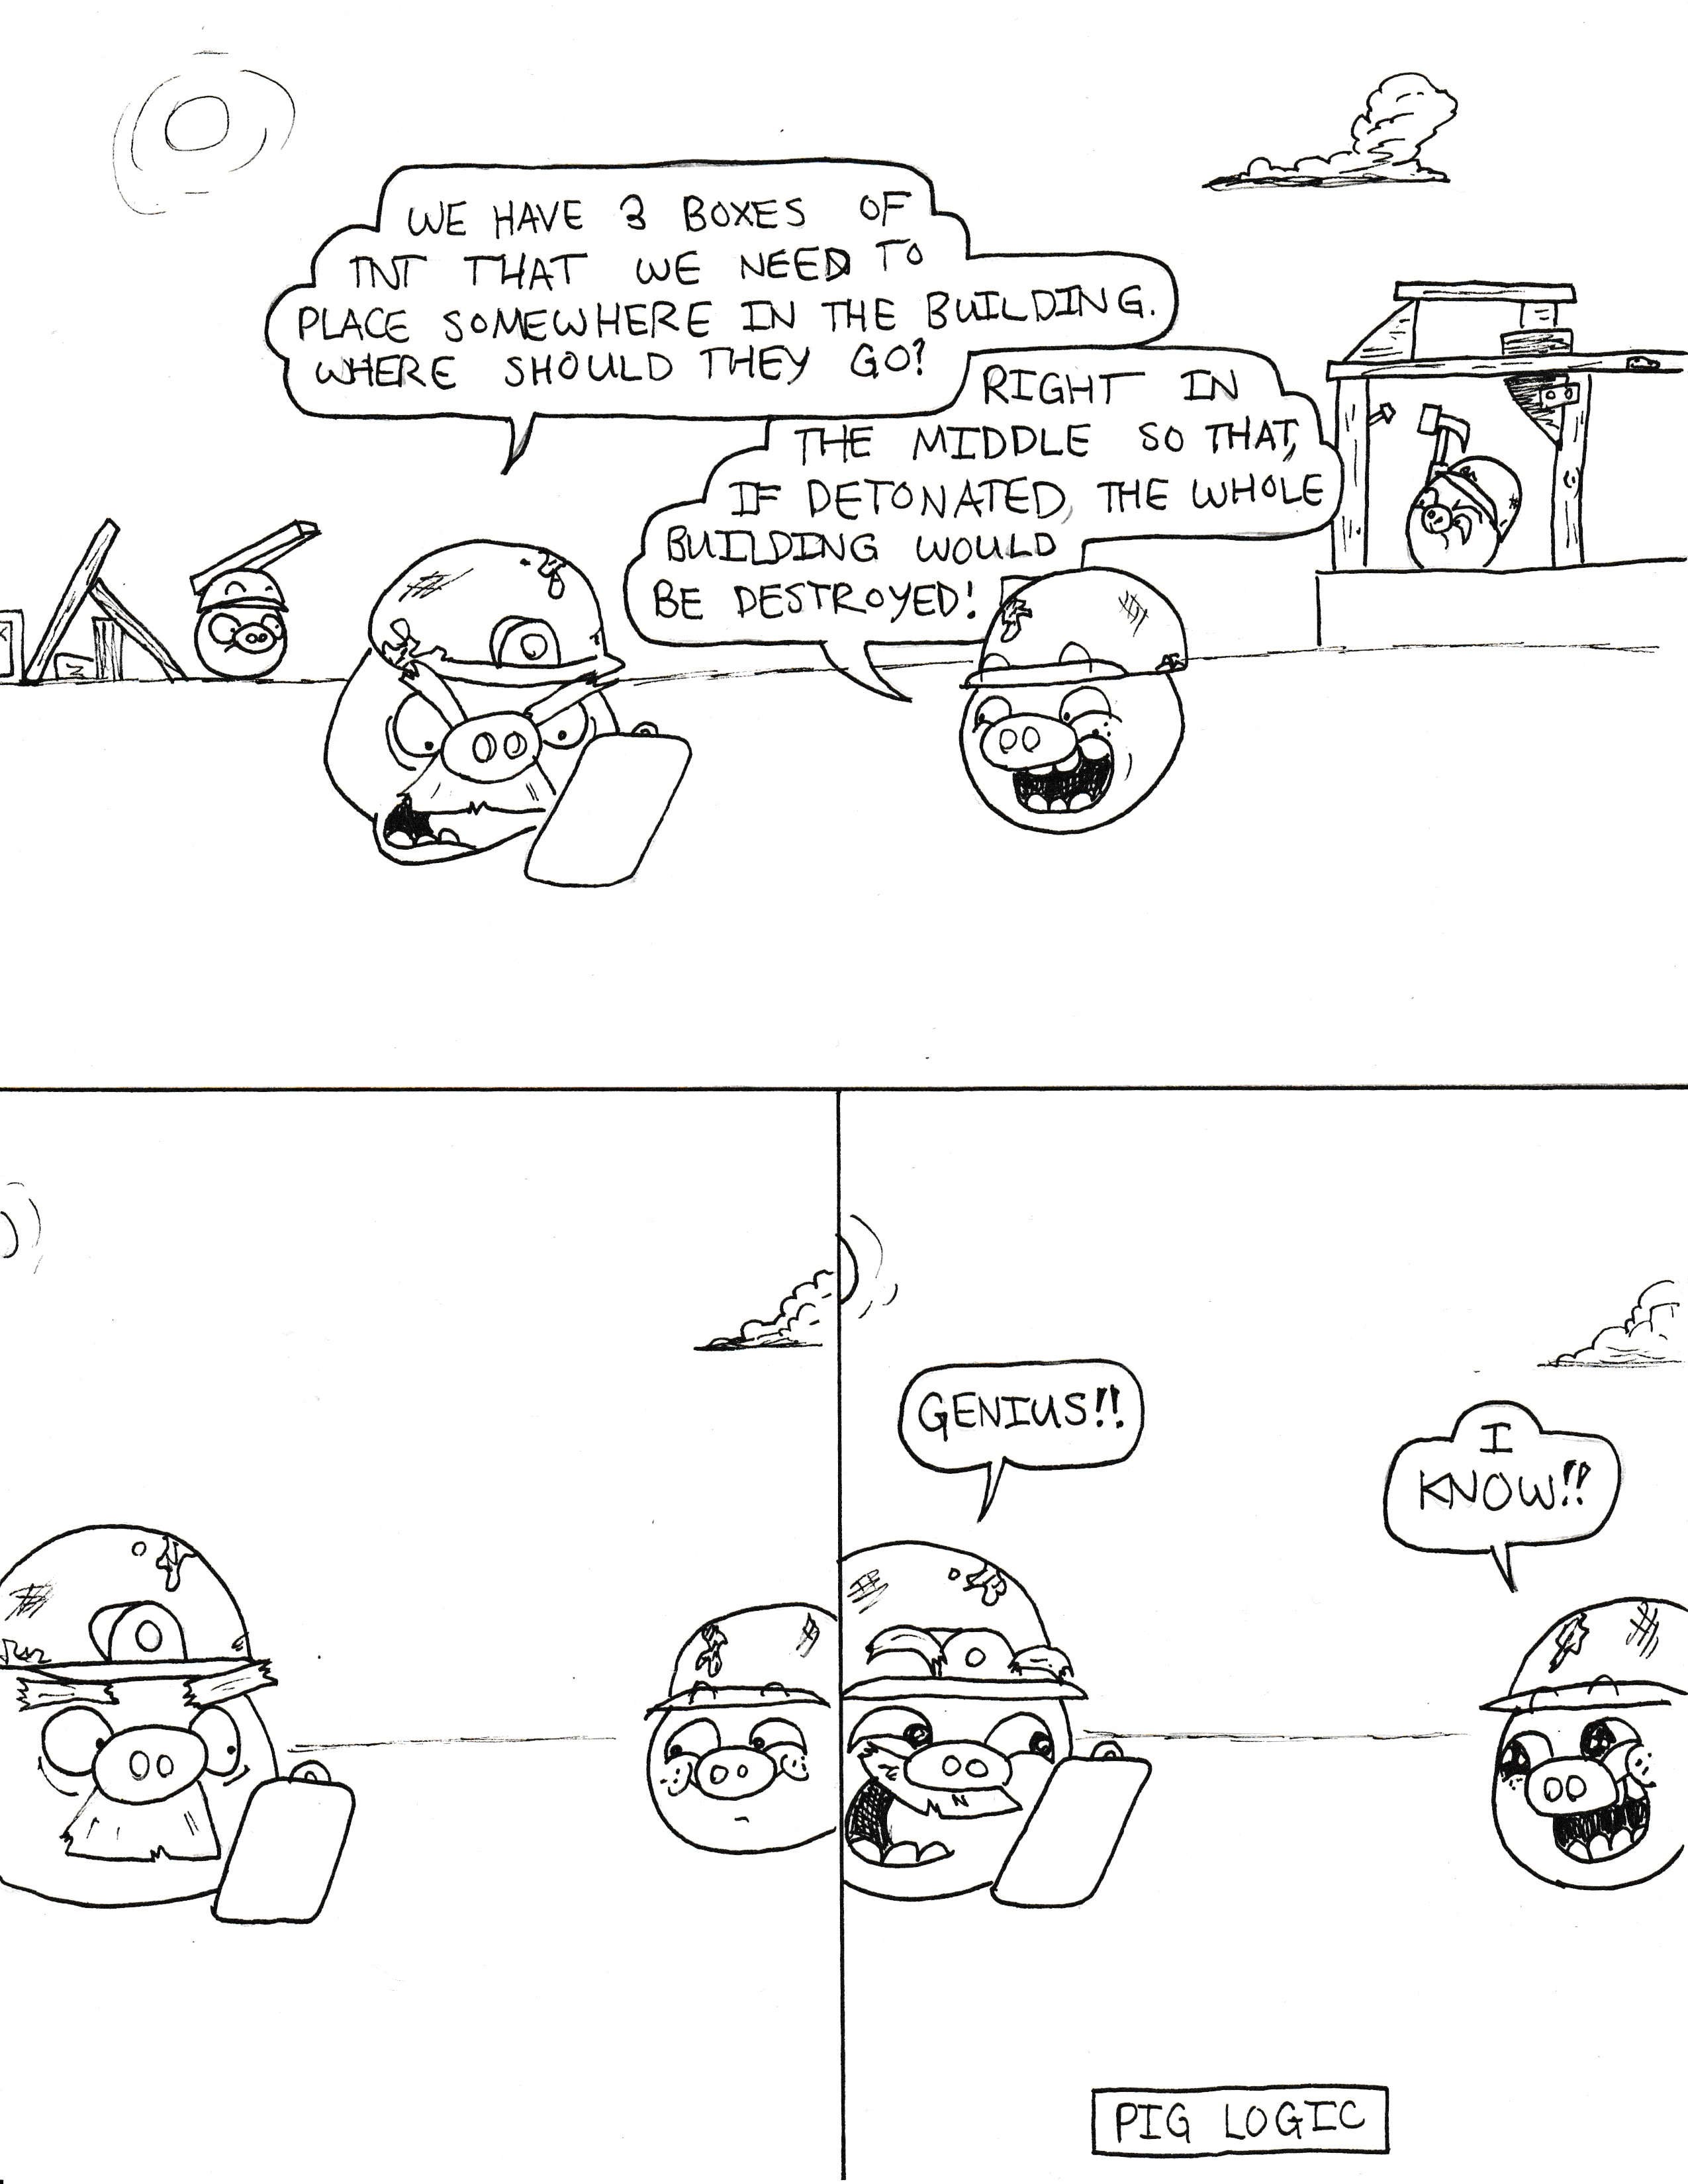 WE HAVE 3 BOXES OF
TNT THAT WE NEED TO
PLACE SOMEWHERE IN THE BUILDING.
WHERE SHOULD THEY GO?
RIGHT IN
THE MIDDLE SO THAT,
IF DETONATED, THE WHOLE
BUILDING WOULD
BE DESTROYED!
GENIUS!!
I
KNOW!!
PIG LOGIC